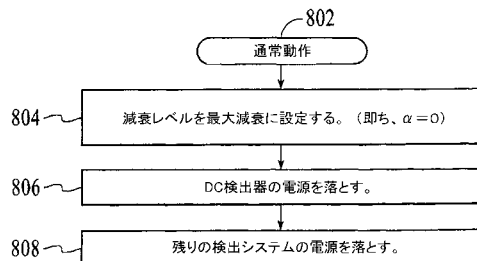 802
通常動作
804
減衰レベルを最大減衰に設定する。(即ち、α=0)
806
DC検出器の電源を落とす。
808
残りの検出システムの電源を落とす。